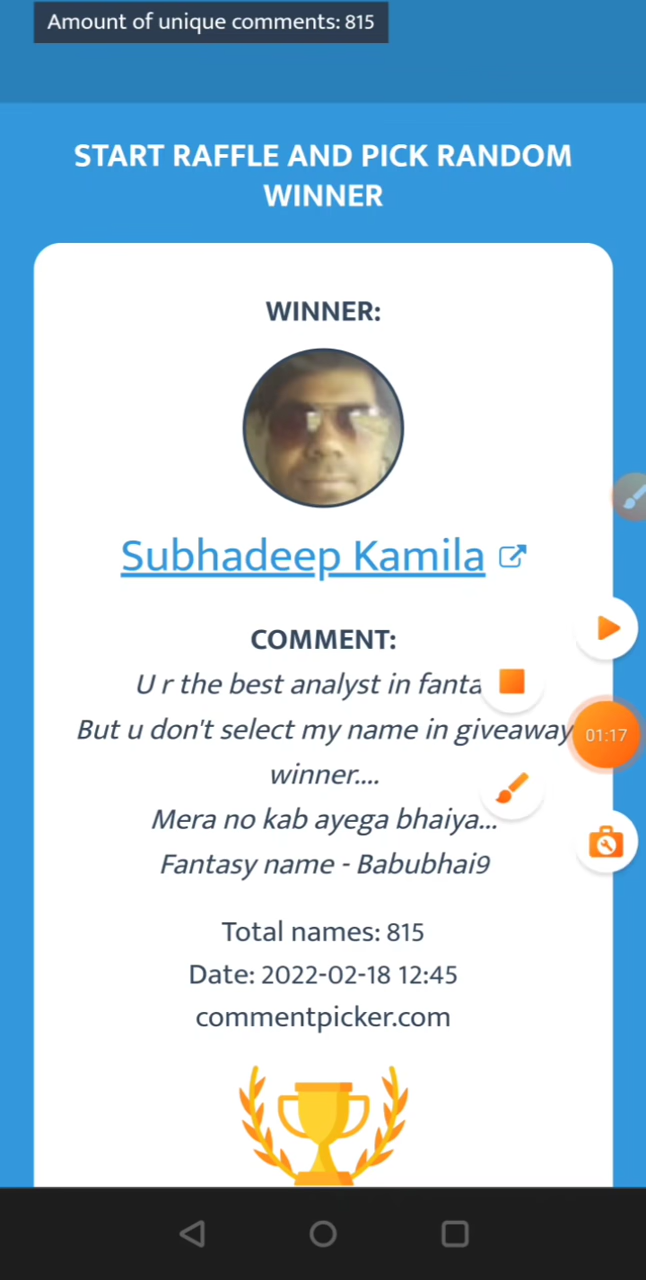 Amount of unique comments: 815
START RAFFLE AND PICK RANDOM
WINNER
WINNER:
Subhadeep Kamila
COMMENT:
U r the best analyst in fanta
But u don't select my name in giveaway
winner....
01:17
Mera no kab ayega bhaiya...
Fantasy name - Babubhai9
Total names: 815
Date: 2022-02-18 12:45
commentpicker.com